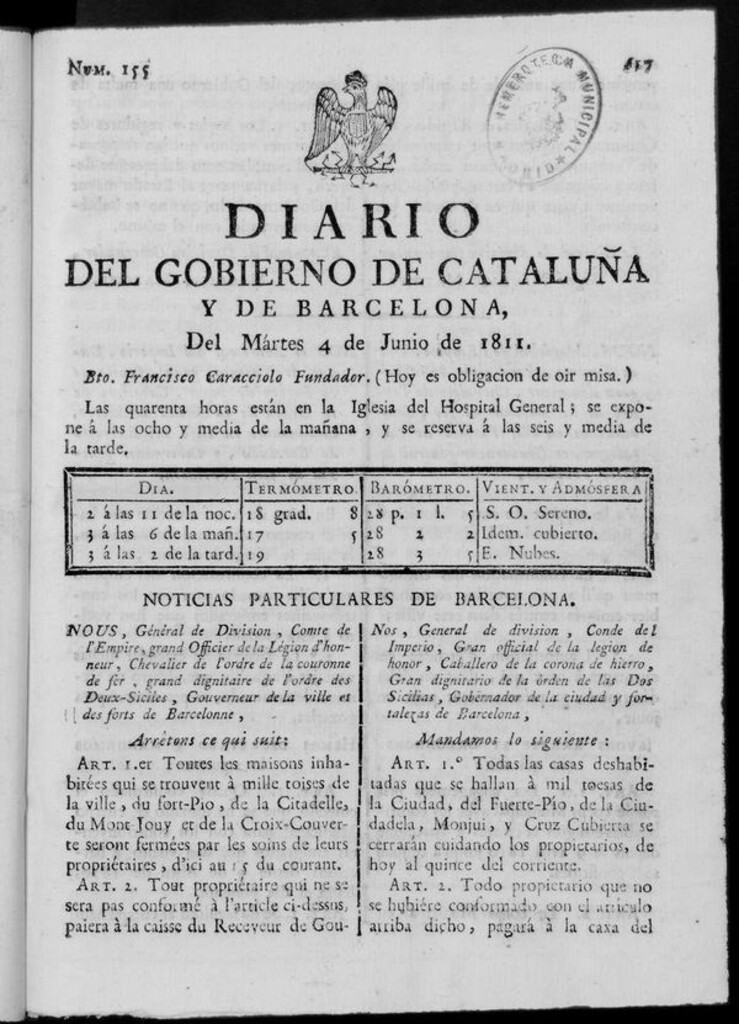 Num. 155
617
HEMEROTECA MUNICIPAL
DIARIO
DEL GOBIERNO DE CATALUÑA
Y DE BARCELONA,
Del Mártes 4 de Junio de 1811.
Bto. Francisco Caracciolo Fundador. (Hoy es obligacion de oir misa.)
Las quarenta horas están en la Iglesia del Hospital General; se expo-
ne á las ocho y media de la mañana, y se reserva á las seis y media de
la tarde.
DIA. TERMÓMETRO. BARÓMETRO. VIENT. Y ADMÓSFERA
2 á las 11 de la noc. 18 grad. 8 28 p. 1 l. 5 S. O. Sereno.
3 á las 6 de la mañ. 17 5 28 2 2 Idem. cubierto.
3 á las 2 de la tard. 19 28 3 5 E. Nubes.
NOTICIAS PARTICULARES DE BARCELONA.
NOUS, Général de Division, Comte de
l'Empire, grand Officier de la Légion d'hon-
neur, Chevalier de l'ordre de la couronne
de fer, grand dignitaire de l'ordre des
Deux-Siciles, Gouverneur de la ville et
des forts de Barcelonne,
Arrêtons ce qui suit:
ART. 1.er Toutes les maisons inha-
bitées qui se trouvent à mille toises de
la ville, du fort-Pio, de la Citadelle,
du Mont-Jouy et de la Croix-Couver-
te seront fermées par les soins de leurs
propriétaires, d'ici au 15 du courant.
ART. 2. Tout propriétaire qui ne se
sera pas conformé à l'article ci-dessus,
paiera à la caisse du Receveur de Gou-
Nos, General de division, Conde del
Imperio, Gran official de la legion de
honor, Caballero de la corona de hierro,
Gran dignitario de la órden de las Dos
Sicilias, Gobernador de la ciudad y for-
talezas de Barcelona,
Mandamos lo siguiente:
ART. 1.º Todas las casas deshabi-
tadas que se hallan á mil toesas de
la Ciudad, del Fuerte-Pío, de la Ciu-
dadela, Monjui, y Cruz Cubierta se
cerrarán cuidando los propietarios, de
hoy al quince del corriente.
ART. 2. Todo propietario que no
se hubiére conformado con el articulo
arriba dicho, pagará à la caxa del